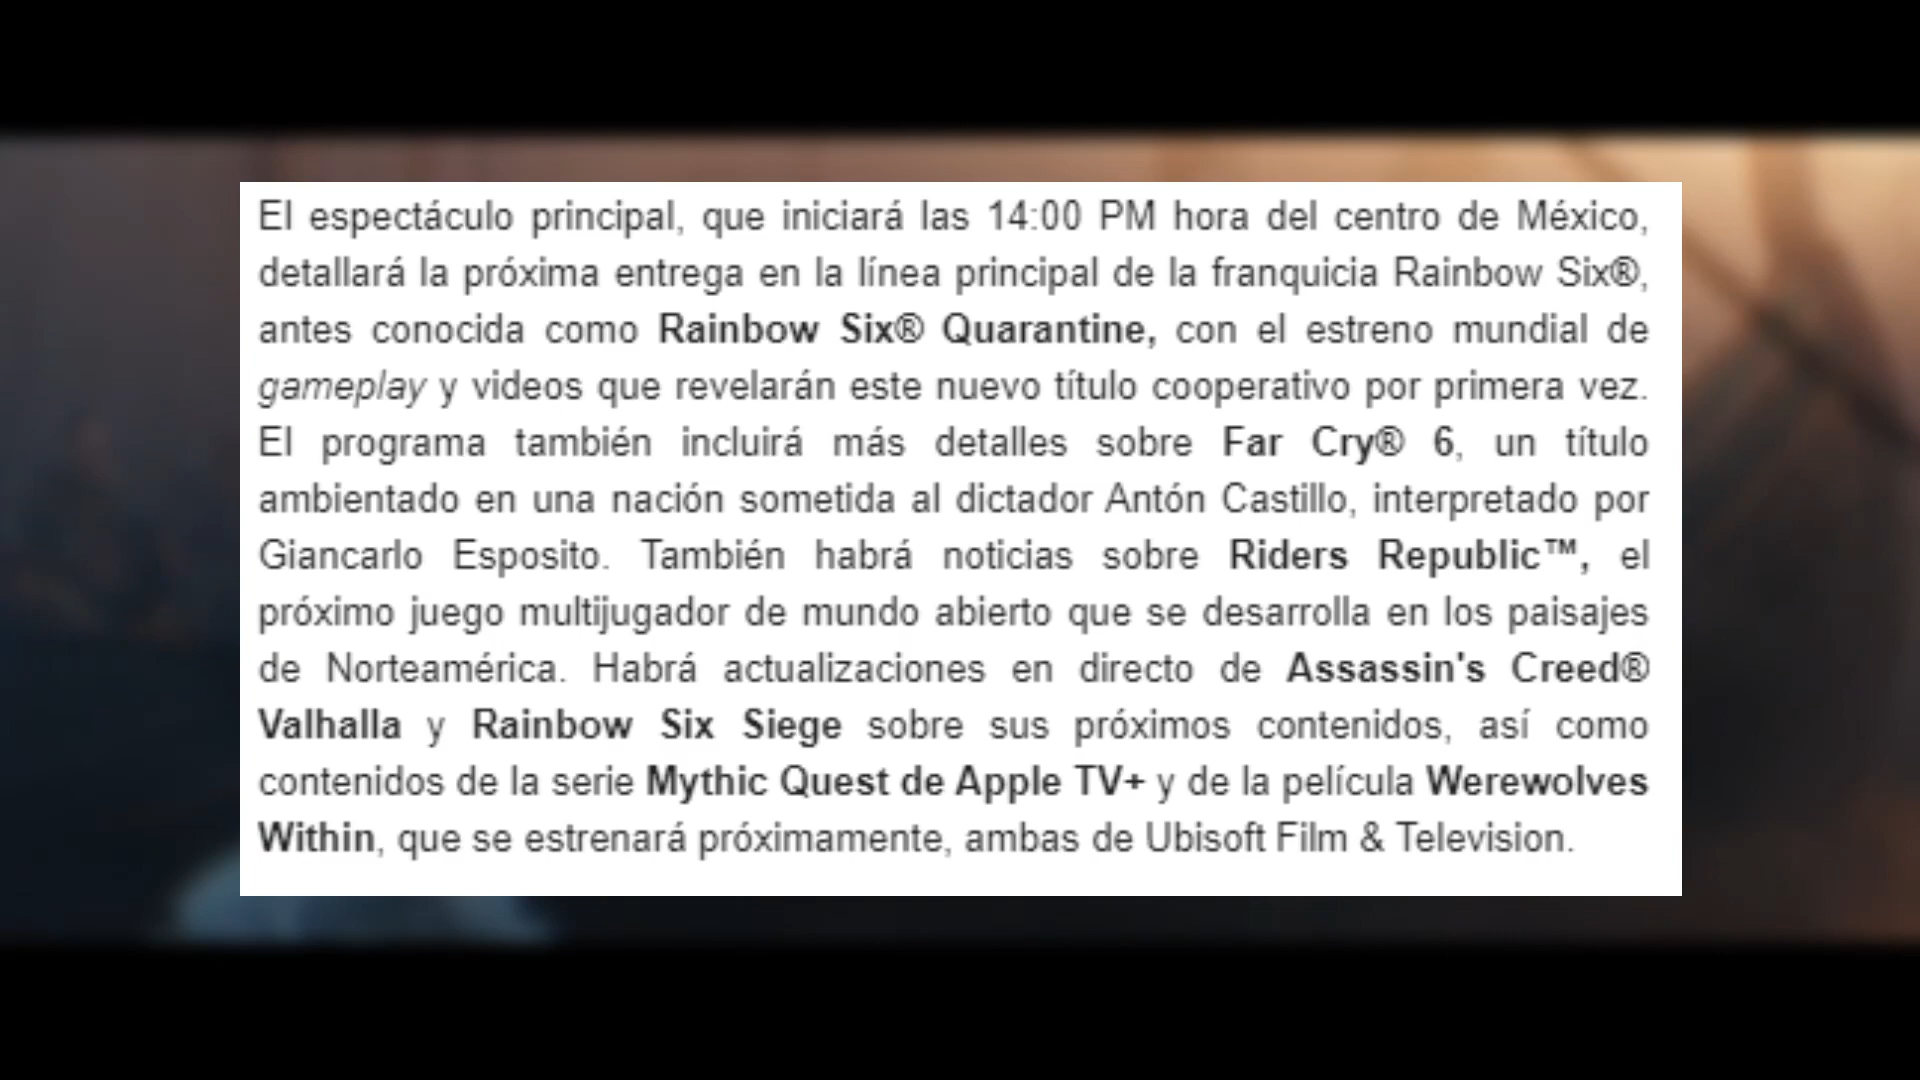 El espectáculo principal, que iniciará las 14:00 PM hora del centro de México,
detallará la próxima entrega en la línea principal de la franquicia Rainbow Six®,
antes conocida como Rainbow Six® Quarantine, con el estreno mundial de
gameplay y videos que revelarán este nuevo título cooperativo por primera vez.
El programa también incluirá más detalles sobre Far Cry® 6, un título
ambientado en una nación sometida al dictador Antón Castillo, interpretado por
Giancarlo Esposito. También habrá noticias sobre Riders Republic™, el
próximo juego multijugador de mundo abierto que se desarrolla en los paisajes
de Norteamérica. Habrá actualizaciones en directo de Assassin's Creed®
Valhalla y Rainbow Six Siege sobre sus próximos contenidos, así como
contenidos de la serie Mythic Quest de Apple TV+ y de la película Werewolves
Within, que se estrenará próximamente, ambas de Ubisoft Film & Television.